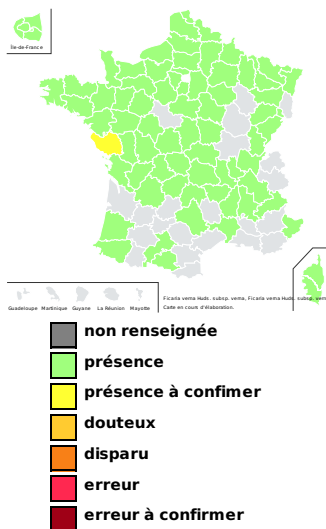 Île-de-France
Guadeloupe Martinique Guyane La Réunion Mayotte
Ficaria verna Huds. subsp. verna, Ficaria verna Huds. subsp. vern
Carte en cours d'élaboration.
non renseignée
présence
présence à confimer
douteux
disparu
erreur
erreur à confirmer